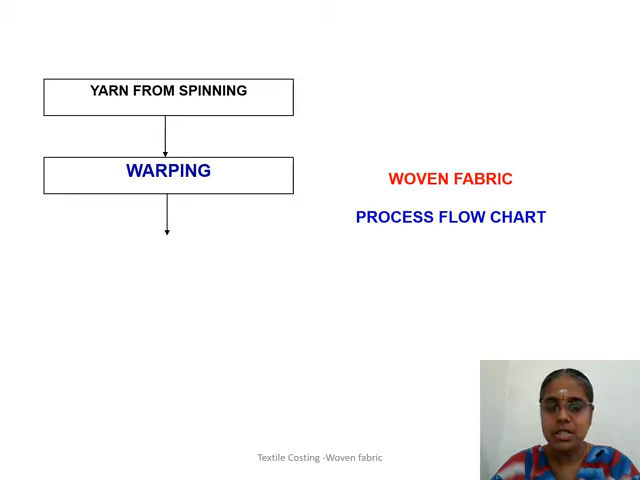 YARN FROM SPINNING
WARPING
WOVEN FABRIC
PROCESS FLOW CHART
Textile Costing -Woven fabric